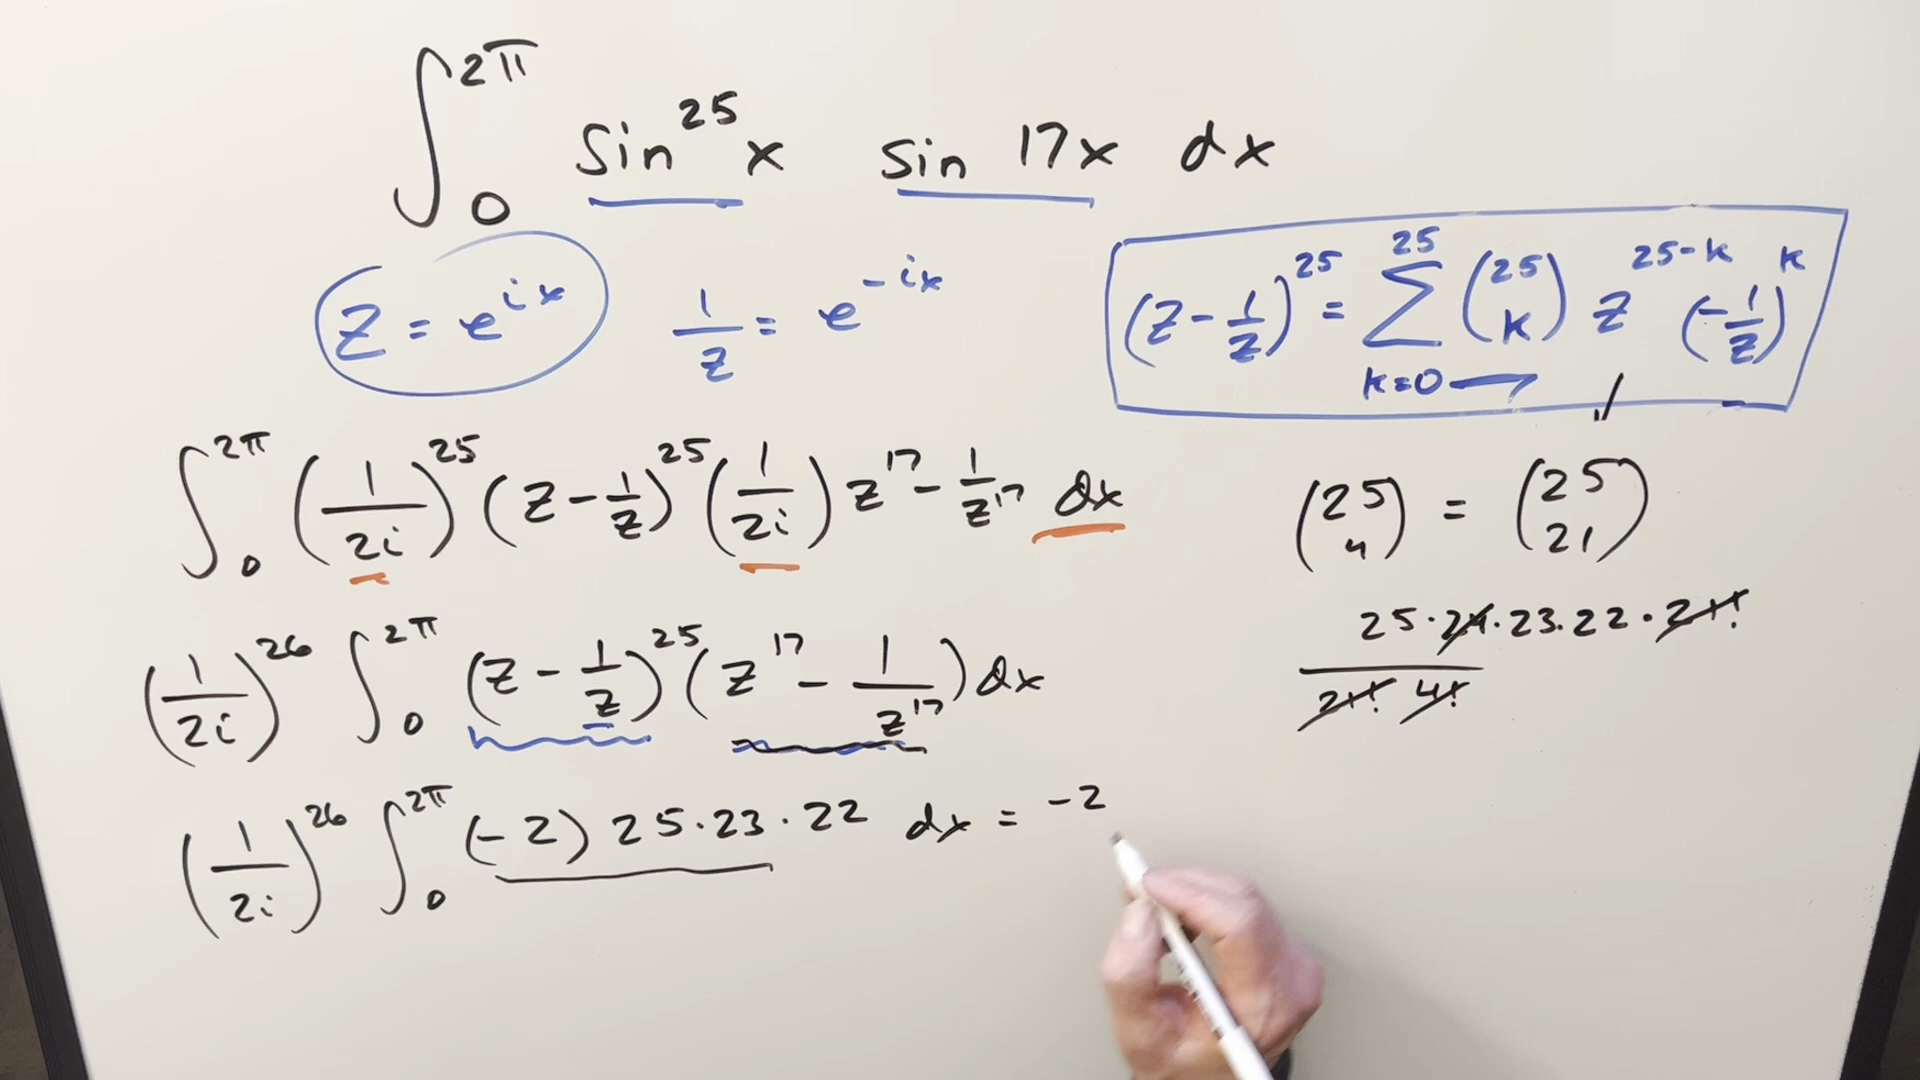 ∫₀^{2π} sin²⁵x sin 17x dx
z = e^{ix} 1/z = e^{-ix}
(z - 1/z)^{25} = Σ_{k=0}^{25} (25 k) z^{25-k} (-1/z)^k
∫₀^{2π} (1/2i)^{25} (z - 1/z)^{25} (1/2i) z^{17} - 1/z^{17} dx
(25 4) = (25 21)
25·24·23·22·21! / 21! 4!
(1/2i)^{26} ∫₀^{2π} (z - 1/z)^{25} (z^{17} - 1/z^{17}) dx
(1/2i)^{26} ∫₀^{2π} (-2) 25·23·22 dx = -2